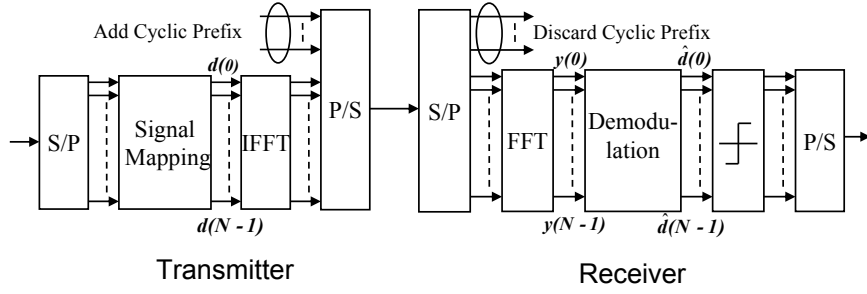 Add Cyclic Prefix
Discard Cyclic Prefix
d(0)
y(0)
d̂(0)
S/P
Signal
Mapping
IFFT
P/S
S/P
FFT
Demodu-
lation
P/S
d(N - 1)
y(N - 1)
d̂(N - 1)
Transmitter
Receiver